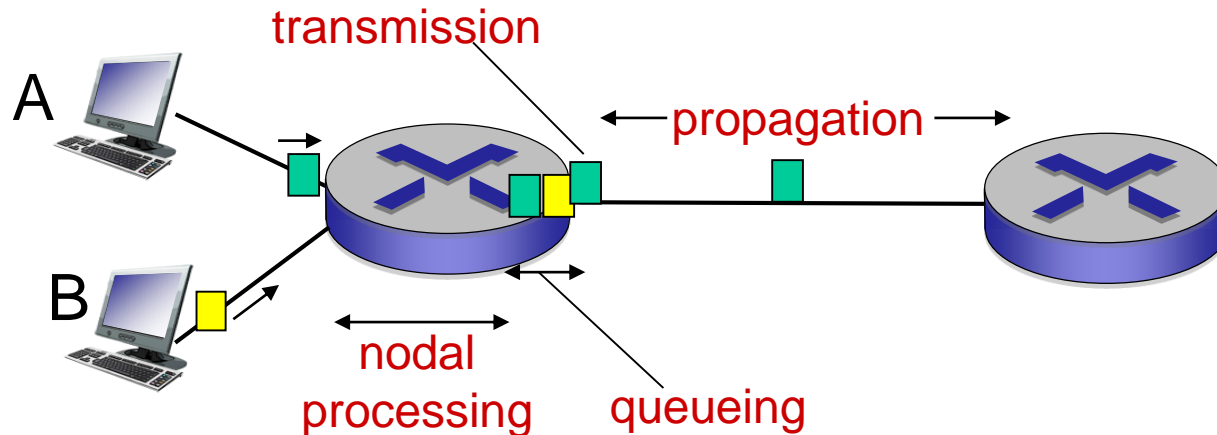 transmission
A
propagation
B
nodal
processing
queueing